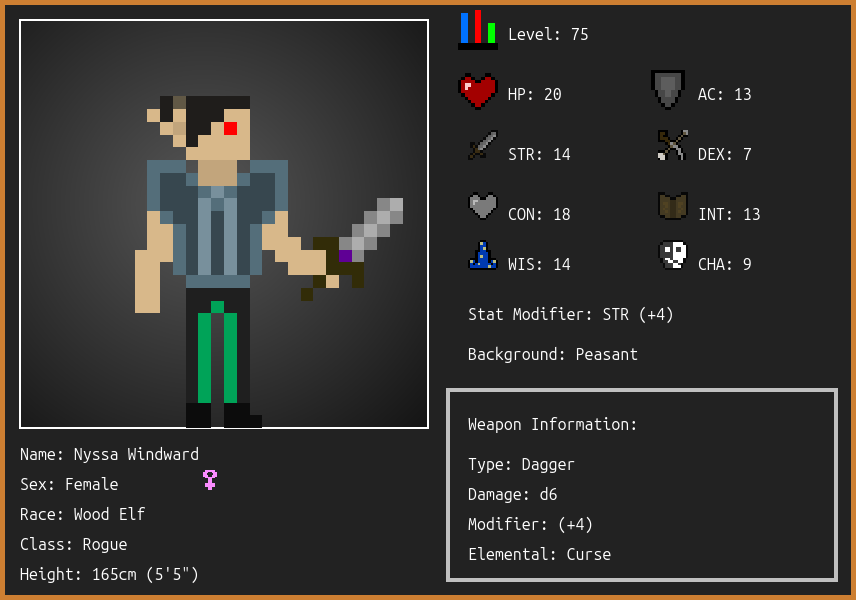 Level: 75
HP: 20
AC: 13
STR: 14
DEX: 7
CON: 18
INT: 13
WIS: 14
CHA: 9
Stat Modifier: STR (+4)
Background: Peasant
Weapon Information:
Type: Dagger
Damage: d6
Modifier: (+4)
Elemental: Curse
Name: Nyssa Windward
Sex: Female
Race: Wood Elf
Class: Rogue
Height: 165cm (5'5")